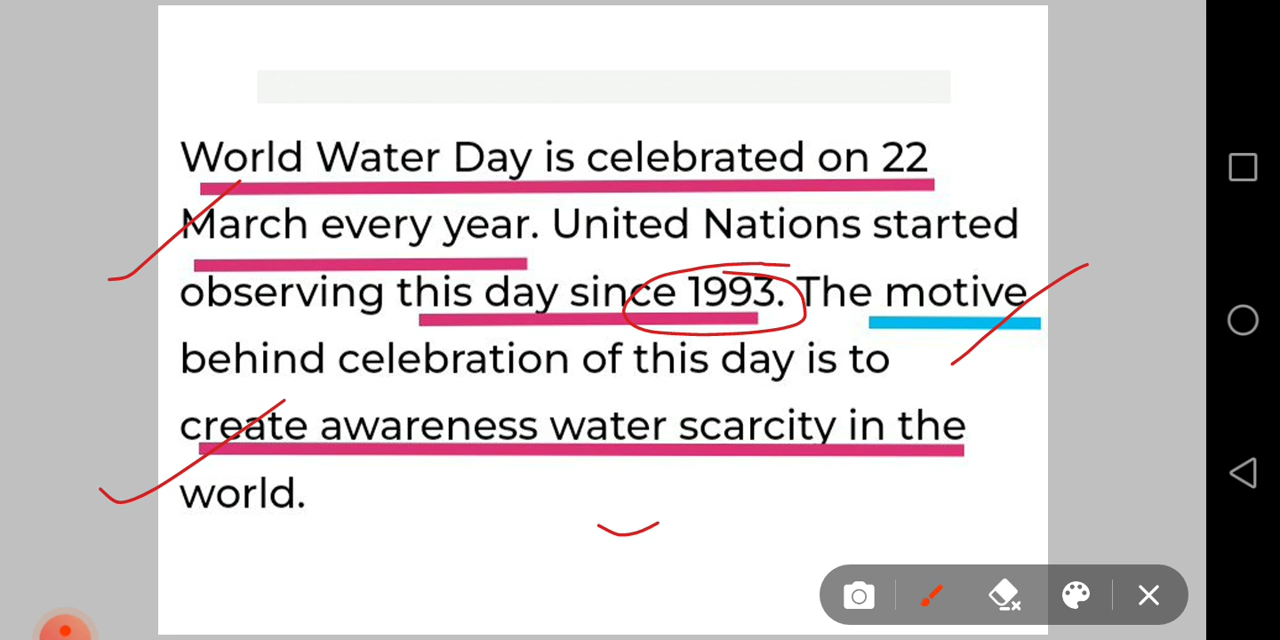 World Water Day is celebrated on 22
March every year. United Nations started
observing this day since 1993. The motive
behind celebration of this day is to
create awareness water scarcity in the
world.